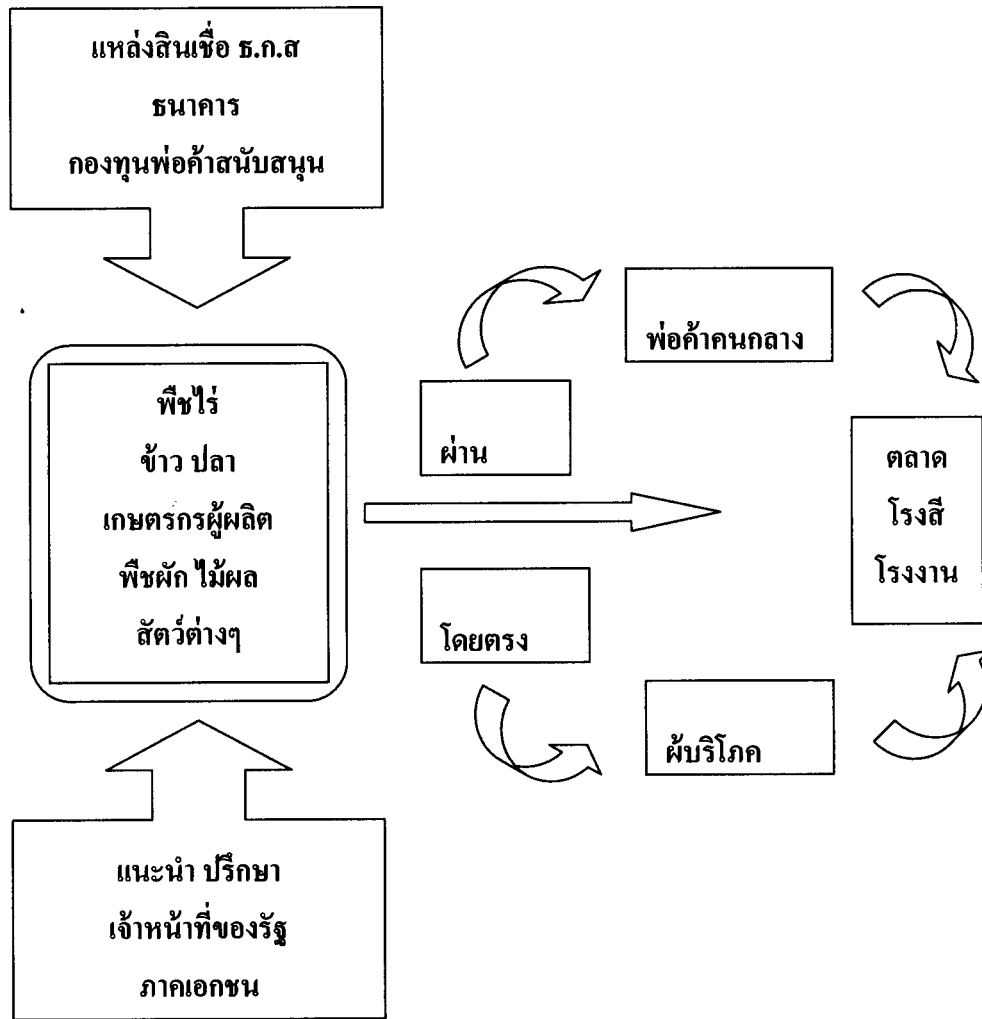 แหล่งสินเชื่อ ธ.ก.ส
ธนาคาร
กองทุนพ่อค้าสนับสนุน
พ่อค้าคนกลาง
พืชไร่
ข้าว ปลา
เกษตรกรผู้ผลิต
พืชผัก ไม้ผล
สัตว์ต่างๆ
ผ่าน
โดยตรง
ตลาด
โรงสี
โรงงาน
ผ้บริโภค
แนะนำ ปรึกษา
เจ้าหน้าที่ของรัฐ
ภาคเอกชน